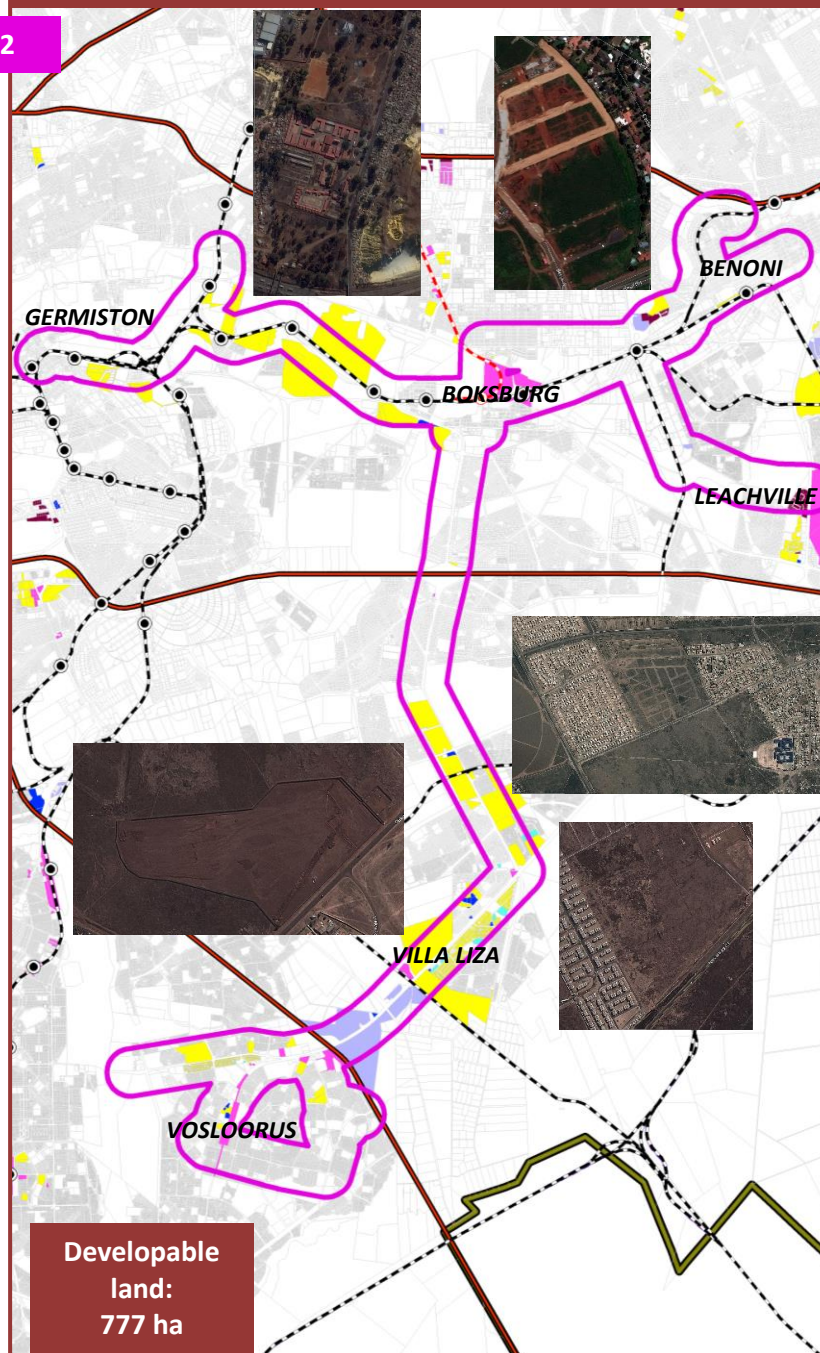 2
GERMISTON
BENONI
BOKSBURG
LEACHVILLE
VILLA LIZA
VOSLOORUS
Developable
land:
777 ha